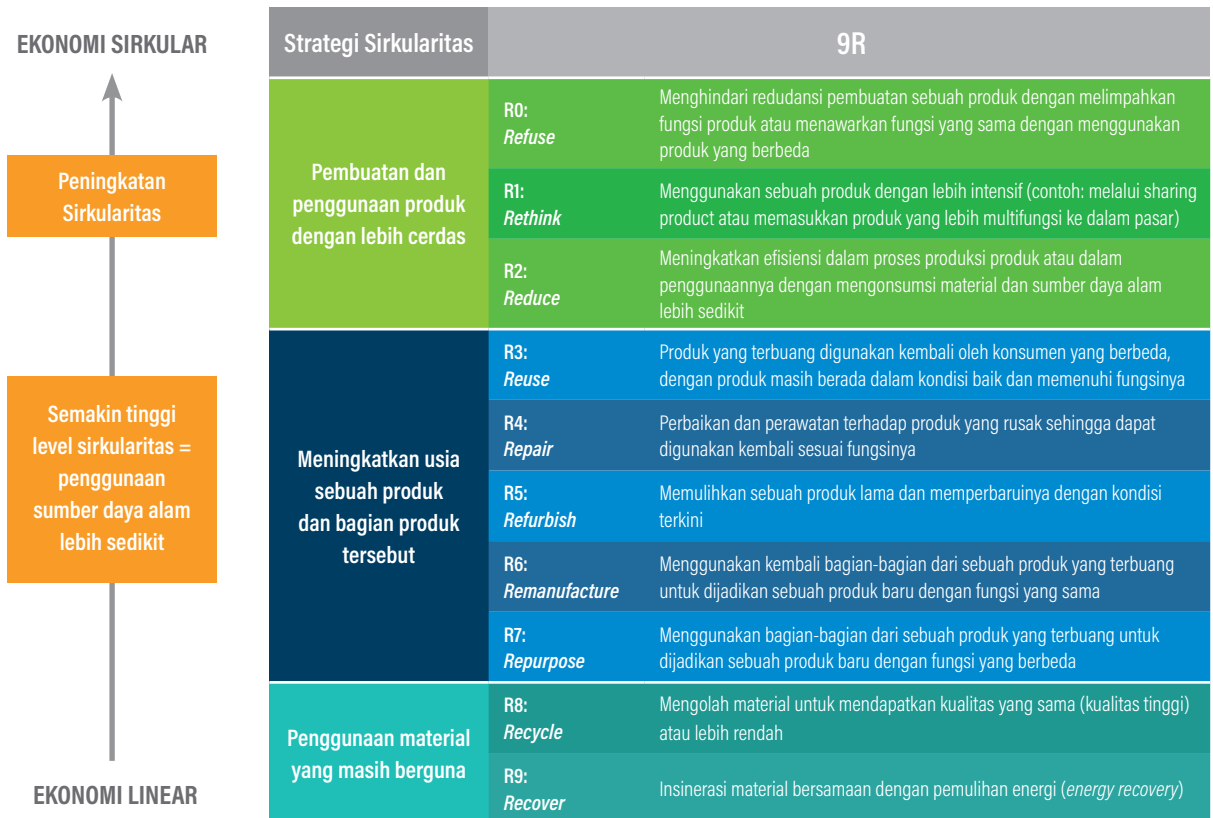 EKONOMI SIRKULAR
Peningkatan
Sirkularitas
Semakin tinggi
level sirkularitas =
penggunaan
sumber daya alam
lebih sedikit
EKONOMI LINEAR
Strategi Sirkularitas
9R
Pembuatan dan
penggunaan produk
dengan lebih cerdas
R0:
Refuse
Menghindari redudansi pembuatan sebuah produk dengan melimpahkan
fungsi produk atau menawarkan fungsi yang sama dengan menggunakan
produk yang berbeda
R1:
Rethink
Menggunakan sebuah produk dengan lebih intensif (contoh: melalui sharing
product atau memasukkan produk yang lebih multifungsi ke dalam pasar)
R2:
Reduce
Meningkatkan efisiensi dalam proses produksi produk atau dalam
penggunaannya dengan mengonsumsi material dan sumber daya alam
lebih sedikit
Meningkatkan usia
sebuah produk
dan bagian produk
tersebut
R3:
Reuse
Produk yang terbuang digunakan kembali oleh konsumen yang berbeda,
dengan produk masih berada dalam kondisi baik dan memenuhi fungsinya
R4:
Repair
Perbaikan dan perawatan terhadap produk yang rusak sehingga dapat
digunakan kembali sesuai fungsinya
R5:
Refurbish
Memulihkan sebuah produk lama dan memperbaruinya dengan kondisi
terkini
R6:
Remanufacture
Menggunakan kembali bagian-bagian dari sebuah produk yang terbuang
untuk dijadikan sebuah produk baru dengan fungsi yang sama
R7:
Repurpose
Menggunakan bagian-bagian dari sebuah produk yang terbuang untuk
dijadikan sebuah produk baru dengan fungsi yang berbeda
Penggunaan material
yang masih berguna
R8:
Recycle
Mengolah material untuk mendapatkan kualitas yang sama (kualitas tinggi)
atau lebih rendah
R9:
Recover
Insinerasi material bersamaan dengan pemulihan energi (energy recovery)